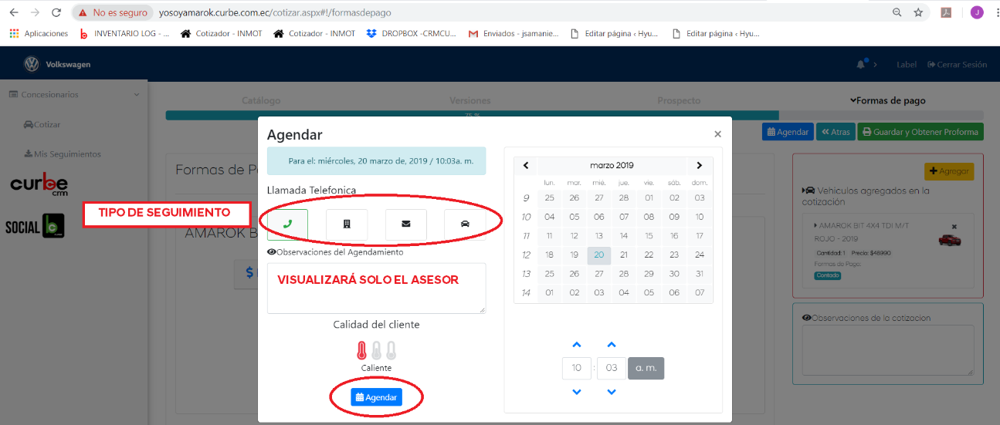 No es seguro
yosoyamarok.curbe.com.ec/cotizar.aspx#!/formasdepago
J
Aplicaciones
INVENTARIO LOG - ...
Cotizador - INMOT
Cotizador - INMOT
DROPBOX -CRMCU...
Enviados - jsamanie...
Editar página ‹ Hyu...
Editar página ‹ Hyu...
Volkswagen
Label
Cerrar Sesión
Concesionarios
Cotizar
Mis Seguimientos
curbe
crm
SOCIAL
Catálogo
Versiones
Prospecto
Formas de pago
75 %
Agendar
Atras
Guardar y Obtener Proforma
Formas de P
AMAROK B
$
TIPO DE SEGUIMIENTO
Agendar
×
Para el: miércoles, 20 marzo de, 2019 / 10:03a. m.
Llamada Telefonica
Observaciones del Agendamiento
VISUALIZARÁ SOLO EL ASESOR
Calidad del cliente
Caliente
Agendar
marzo 2019
lun. mar. mié. jue. vie. sáb. dom.
9 25 26 27 28 01 02 03
10 04 05 06 07 08 09 10
11 11 12 13 14 15 16 17
12 18 19 20 21 22 23 24
13 25 26 27 28 29 30 31
14 01 02 03 04 05 06 07
10 : 03 a. m.
Agregar
Vehiculos agregados en la
cotización
AMAROK BIT 4X4 TDI M/T
ROJO - 2019
Cantidad: 1 Precio: $48990
Formas de Pago:
Contado
Observaciones de la cotizacion